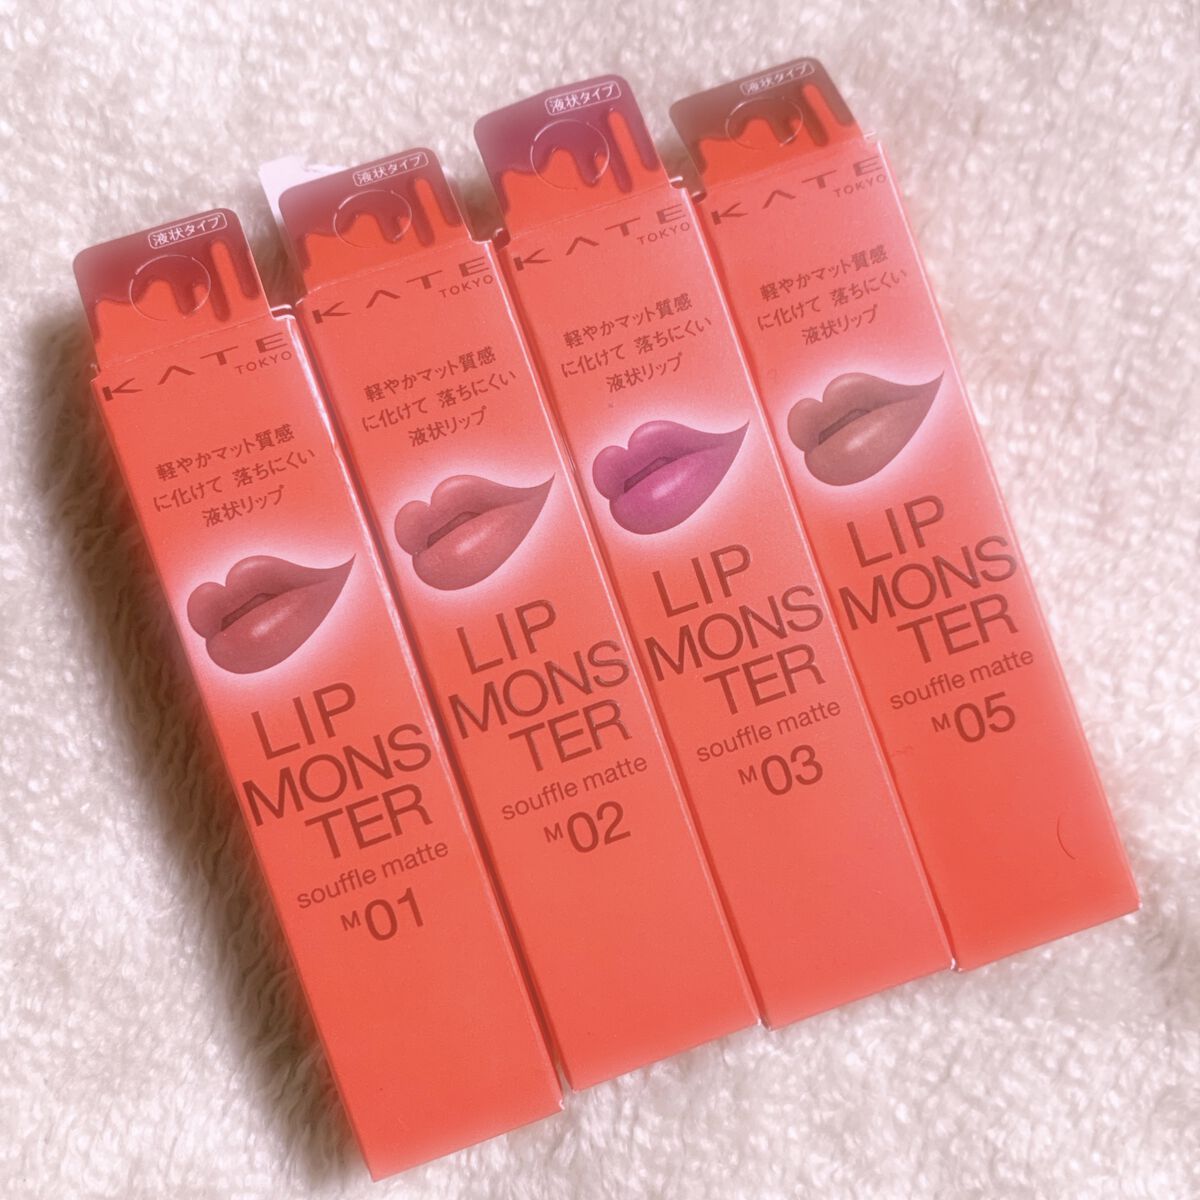 液状タイプ
KATE
TOKYO
軽やかマット質感
に化けて 落ちにくい
液状リップ
LIP
MONS
TER
souffle matte
M01
液状タイプ
KATE
TOKYO
軽やかマット質感
に化けて 落ちにくい
液状リップ
LIP
MONS
TER
souffle matte
M02
液状タイプ
KATE
TOKYO
軽やかマット質感
に化けて 落ちにくい
液状リップ
LIP
MONS
TER
souffle matte
M03
液状タイプ
KATE
TOKYO
軽やかマット質感
に化けて 落ちにくい
液状リップ
LIP
MONS
TER
souffle matte
M05